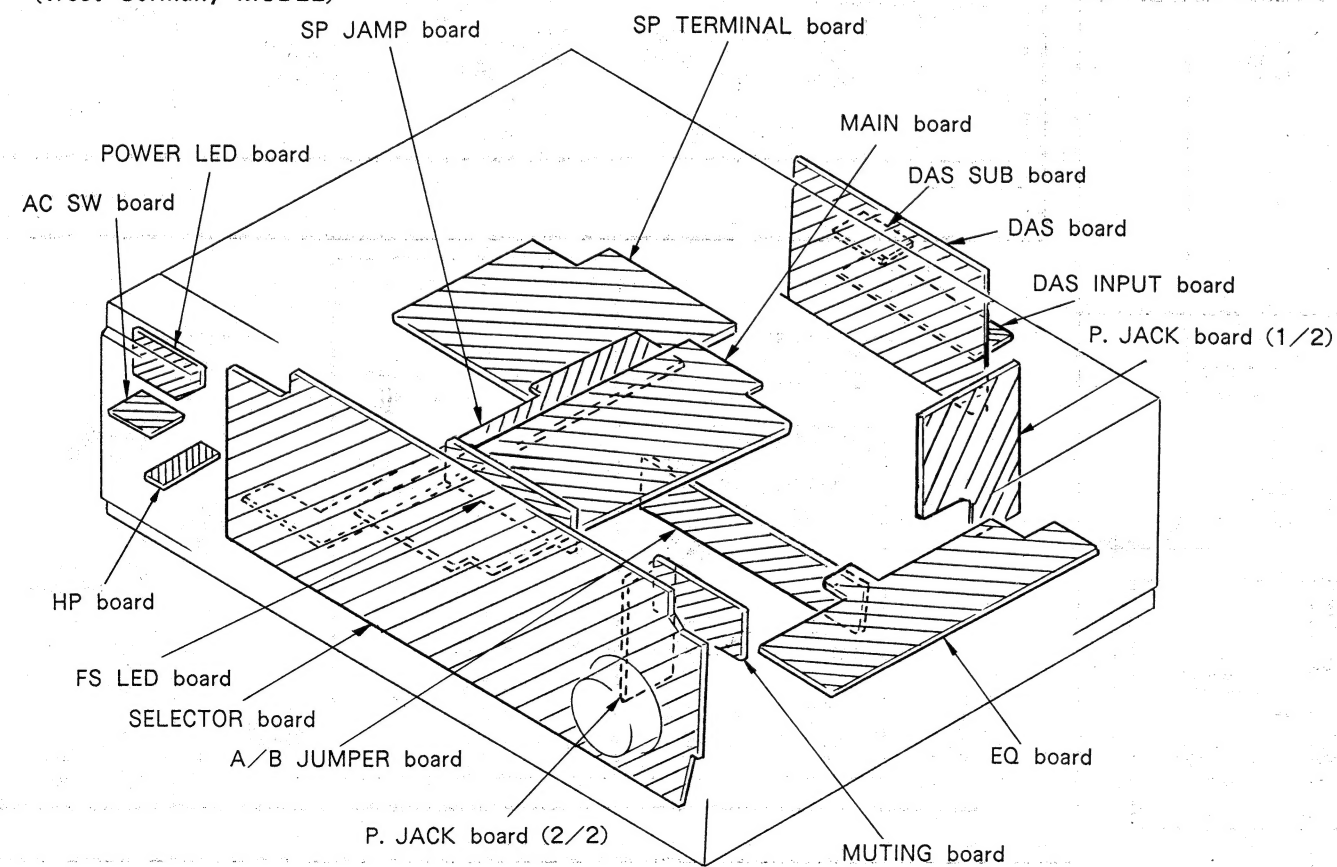 (West Germany MODEL)
SP JAMP board
SP TERMINAL board
MAIN board
POWER LED board
DAS SUB board
AC SW board
DAS board
DAS INPUT board
P. JACK board (1/2)
HP board
FS LED board
SELECTOR board
A/B JUMPER board
EQ board
P. JACK board (2/2)
MUTING board